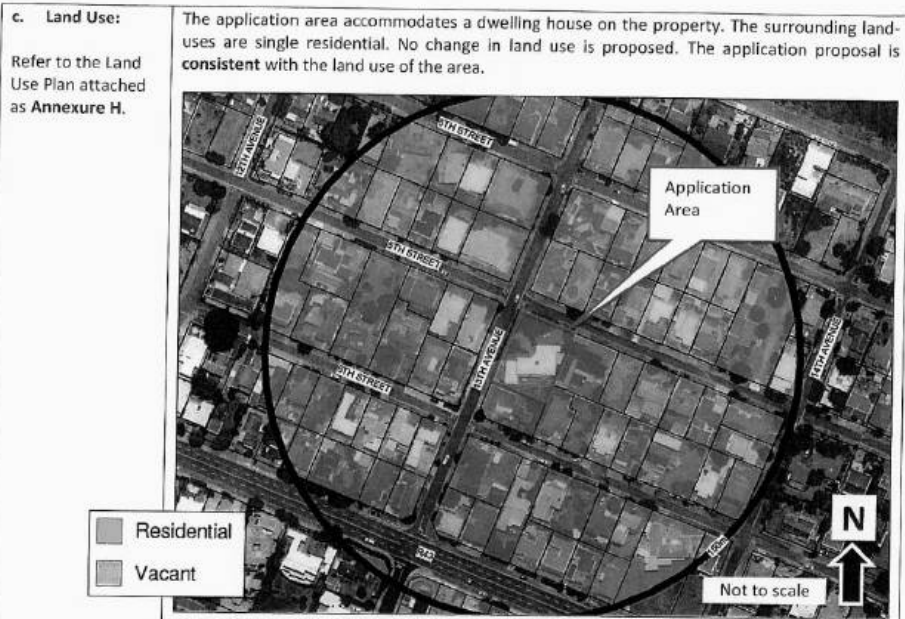 c. Land Use:
Refer to the Land
Use Plan attached
as Annexure H.
The application area accommodates a dwelling house on the property. The surrounding land-
uses are single residential. No change in land use is proposed. The application proposal is
consistent with the land use of the area.
12TH AVENUE
6TH STREET
Application
Area
5TH STREET
13TH AVENUE
14TH AVENUE
5TH STREET
Residential
Vacant
N
Not to scale